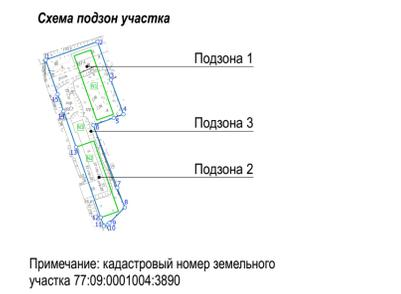 Схема подзон участка
Подзона 1
Подзона 3
Подзона 2
Примечание: кадастровый номер земельного
участка 77:09:0001004:3890